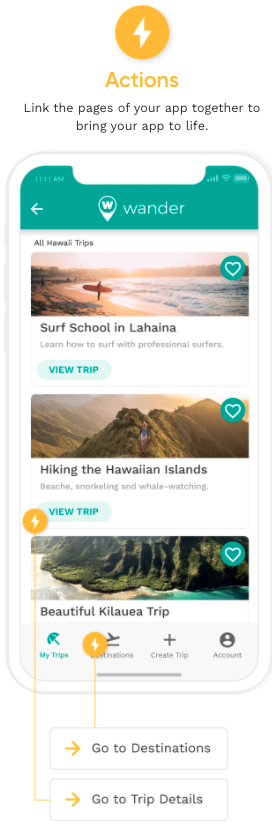 Actions
Link the pages of your app together to
bring your app to life.
11:11 AM
W wander
All Hawaii Trips
Surf School in Lahaina
Learn how to surf with professional surfers.
VIEW TRIP
Hiking the Hawaiian Islands
Beache, snorkeling snd whale-watching.
VIEW TRIP
Beautiful Kilauea Trip
My Trips
Create Trip
Account
Go to Destinations
Go to Trip Details